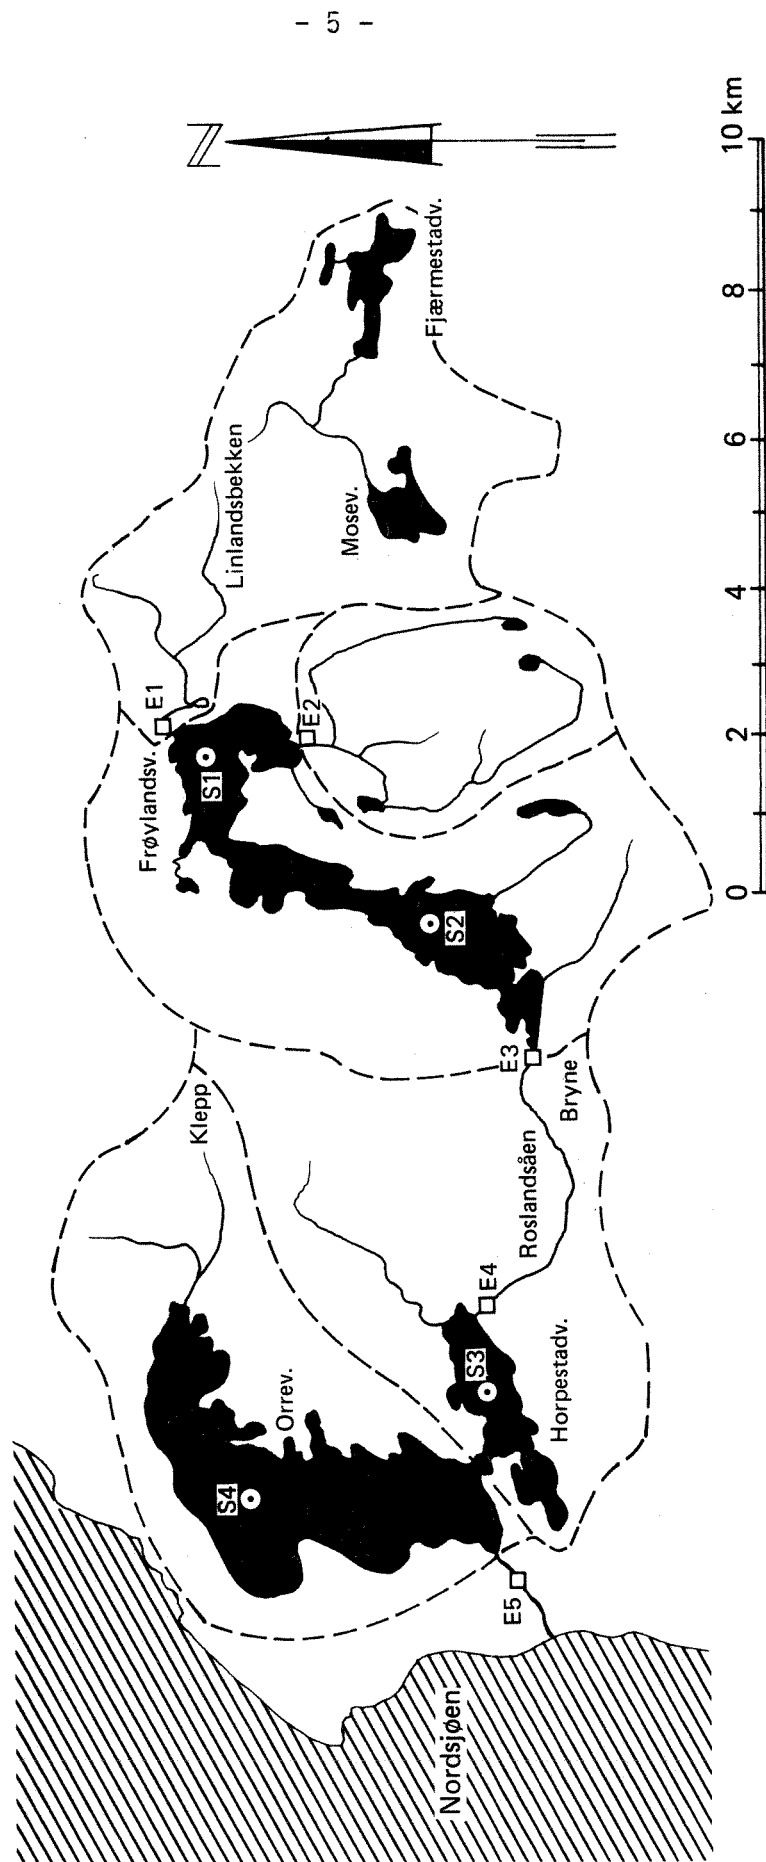 - 5 -
N
Fjærmestadv.
Linlandsbekken
Mosev.
E1
E2
Frøylandsv.
S1
S2
E3
Bryne
Klepp
Roslandsåen
E4
S3
Horpestadv.
Orrev.
S4
E5
Nordsjøen.
0 2 4 6 8 10 km